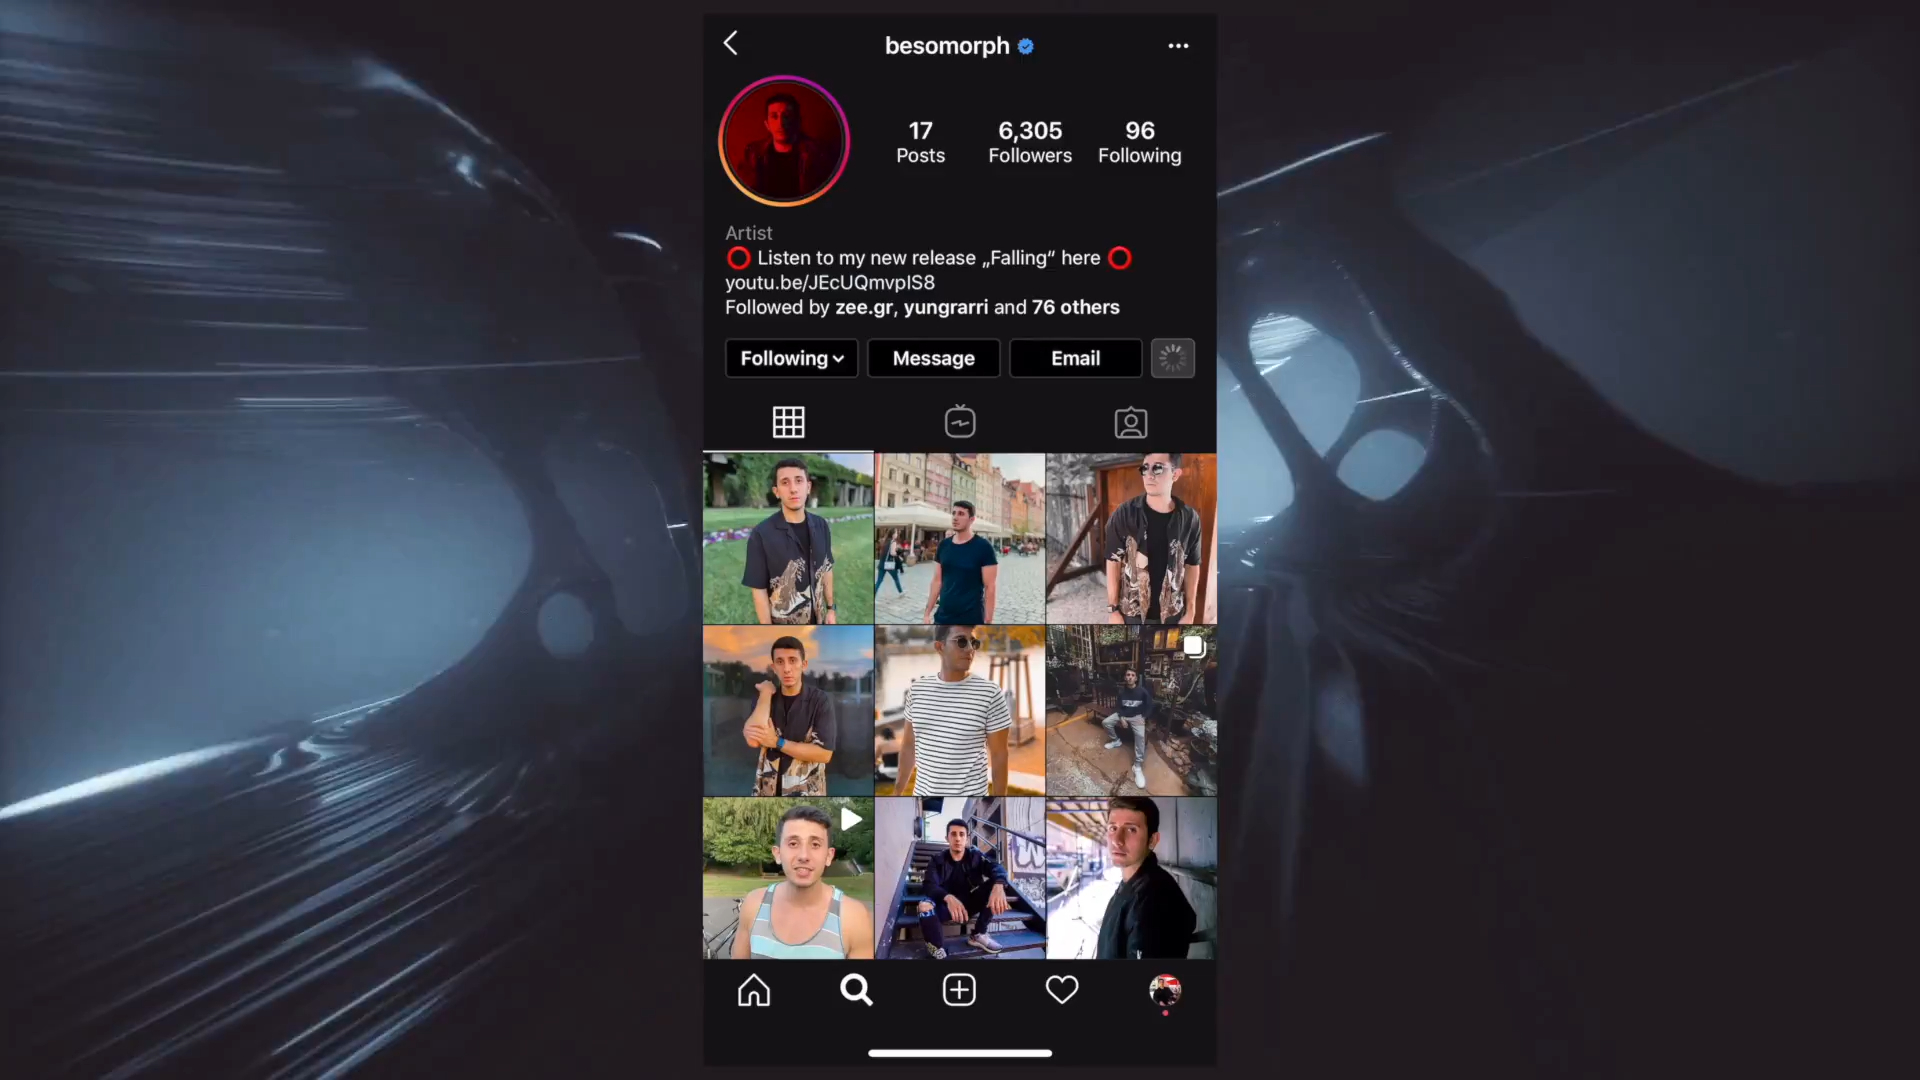 besomorph
17 6,305 96
Posts Followers Following
Artist
⭕ Listen to my new release „Falling“ here ⭕
youtu.be/JEcUQmvpIS8
Followed by zee.gr, yungrarri and 76 others
Following Message Email